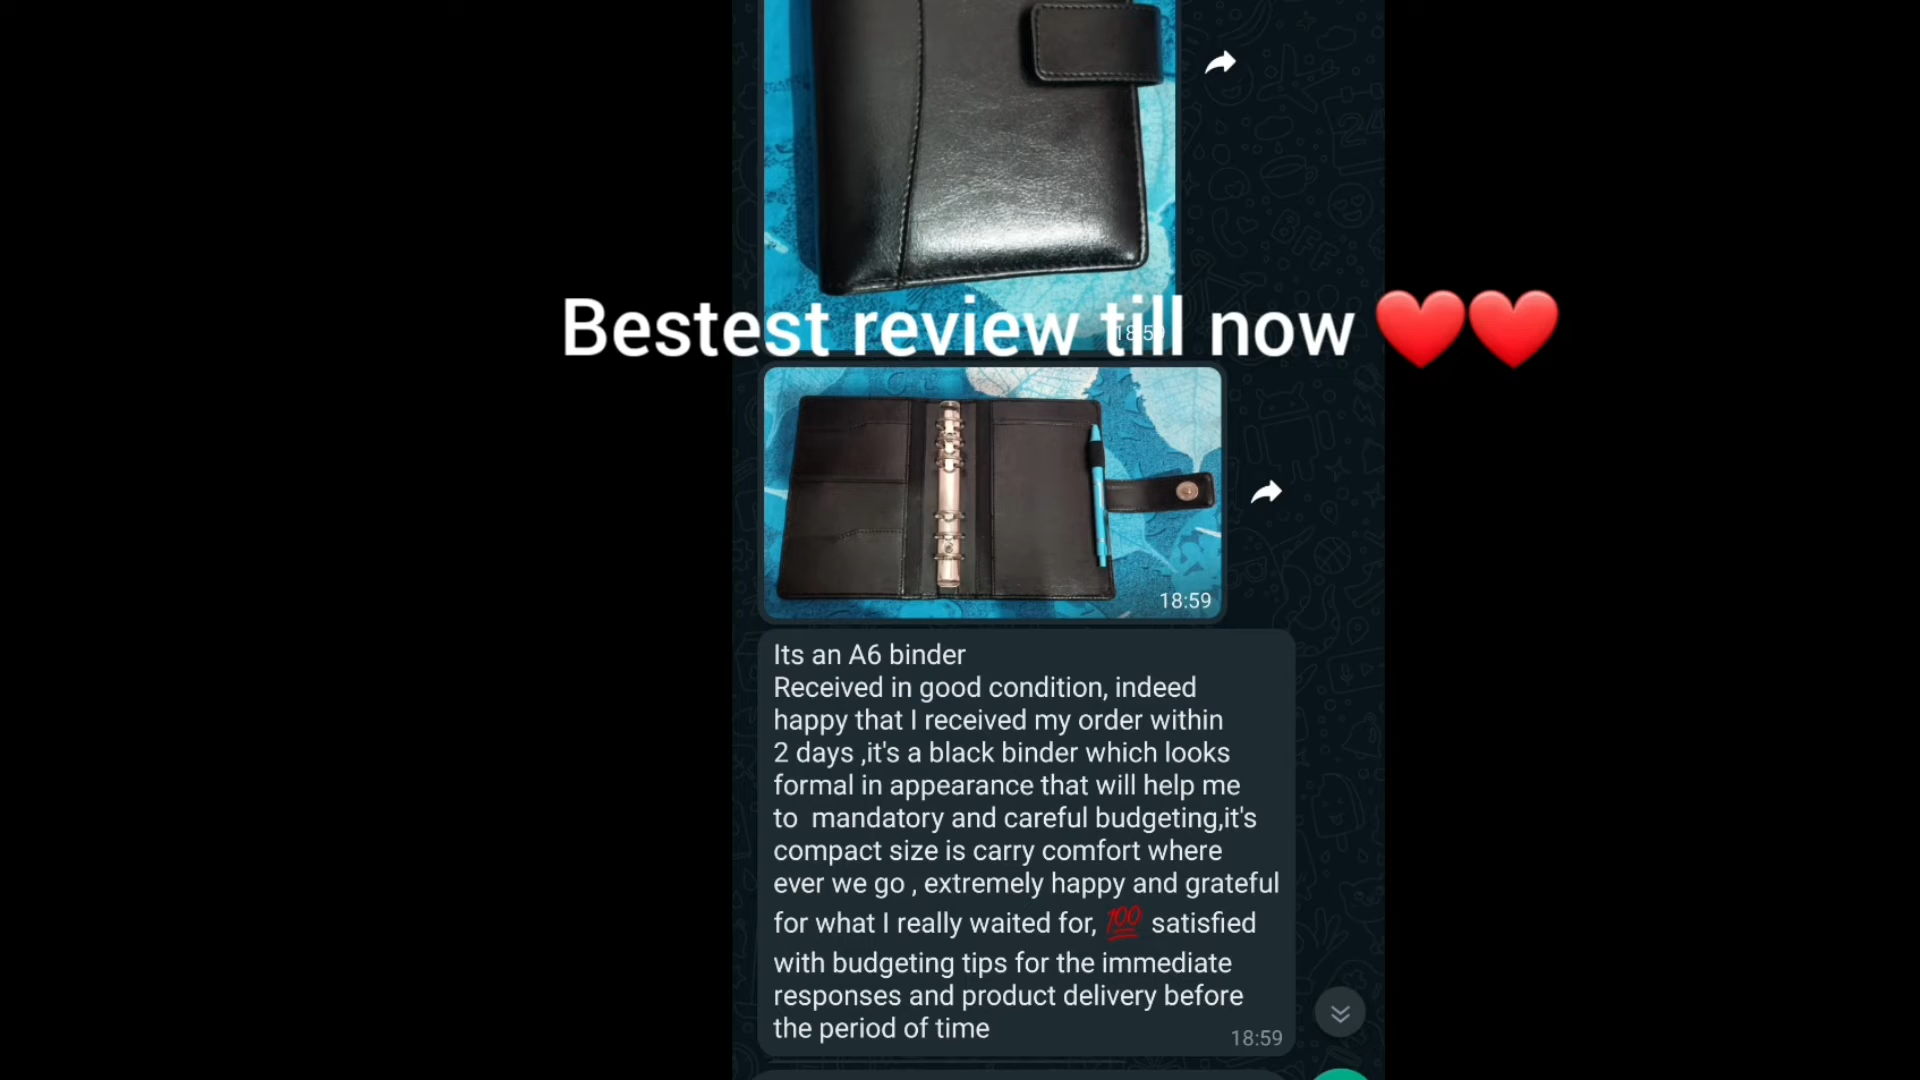 Bestest review till now ❤️❤️
18:59
18:59
Its an A6 binder
Received in good condition, indeed
happy that I received my order within
2 days ,it's a black binder which looks
formal in appearance that will help me
to  mandatory and careful budgeting,it's
compact size is carry comfort where
ever we go , extremely happy and grateful
for what I really waited for, 💯 satisfied
with budgeting tips for the immediate
responses and product delivery before
the period of time
18:59